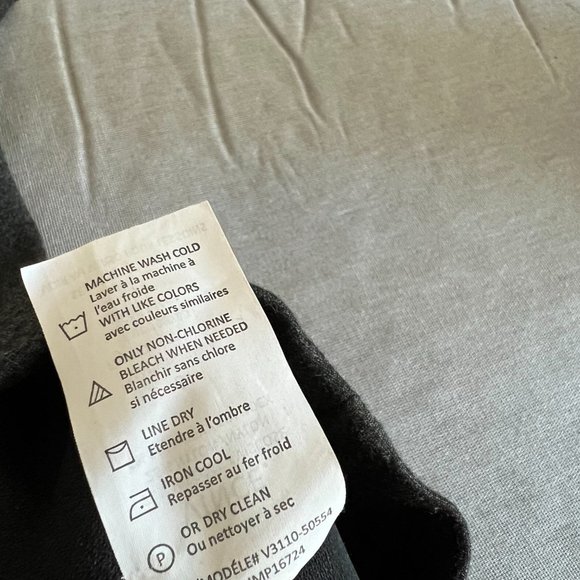 MACHINE WASH COLD
Laver à la machine à
l'eau froide
WITH LIKE COLORS
avec couleurs similaires
ONLY NON-CHLORINE
BLEACH WHEN NEEDED
Blanchir sans chlore
si nécessaire
LINE DRY
Etendre à l'ombre
IRON COOL
Repasser au fer froid
P
OR DRY CLEAN
Ou nettoyer à sec
/MODÉLE# V3110-50554
MP16724